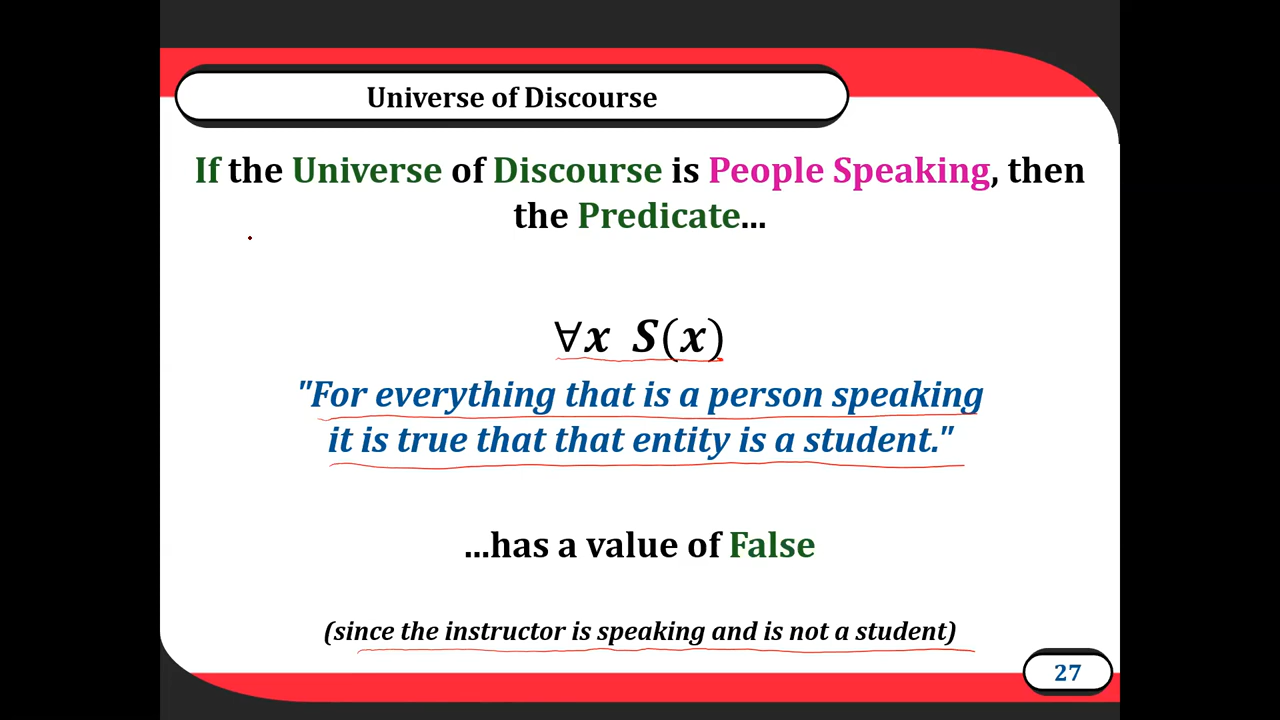 Universe of Discourse
If the Universe of Discourse is People Speaking, then
the Predicate...
∀x S(x)
"For everything that is a person speaking
it is true that that entity is a student."
...has a value of False
(since the instructor is speaking and is not a student)
27